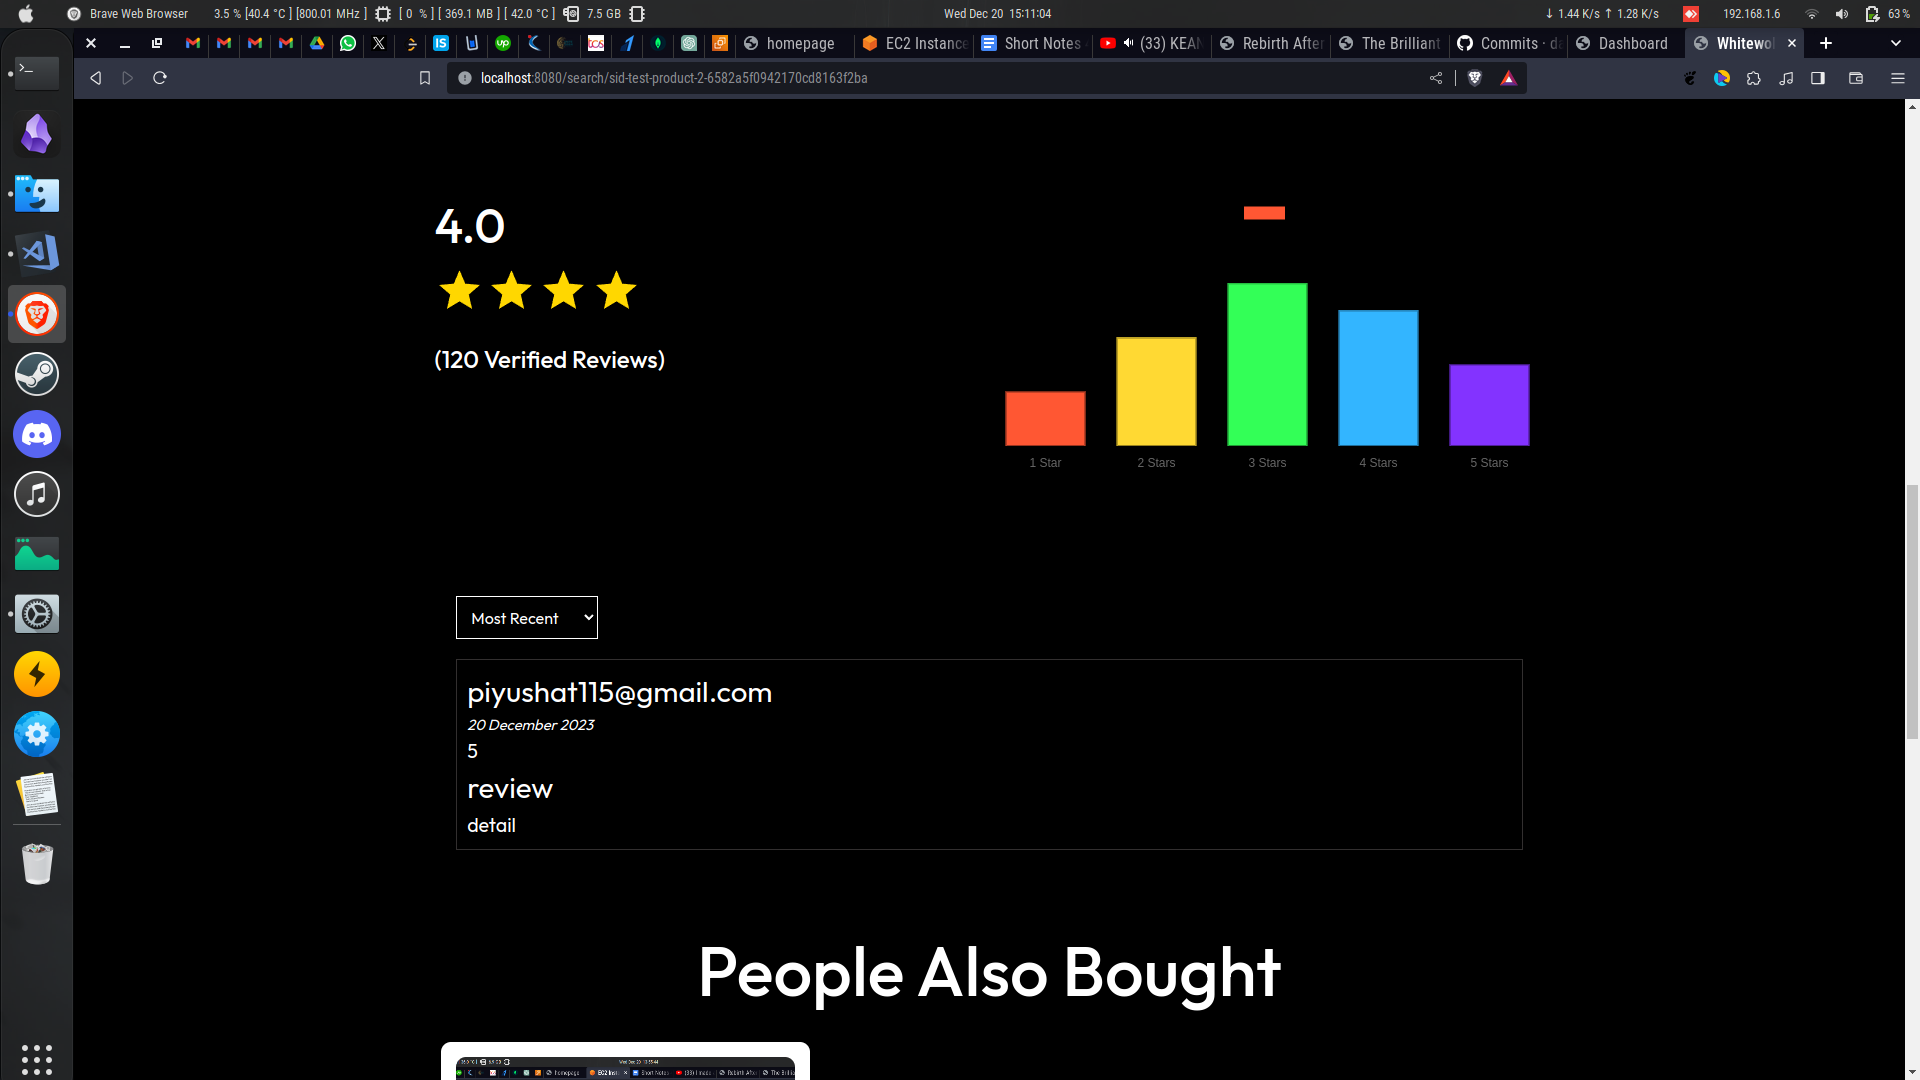 Brave Web Browser 3.5 % [40.4 °C ] [800.01 MHz ] [ 0 % ] [ 369.1 MB ] [ 42.0 °C ] 7.5 GB Wed Dec 20 15:11:04 ↓ 1.44 K/s ↑ 1.28 K/s 192.168.1.6 63 %
homepage EC2 Instance Short Notes (33) KEAN Rebirth After The Brilliant Commits · da Dashboard Whitewol
localhost:8080/search/sid-test-product-2-6582a5f0942170cd8163f2ba
4.0
(120 Verified Reviews)
1 Star 2 Stars 3 Stars 4 Stars 5 Stars
Most Recent
piyushat115@gmail.com
20 December 2023
5
review
detail
People Also Bought